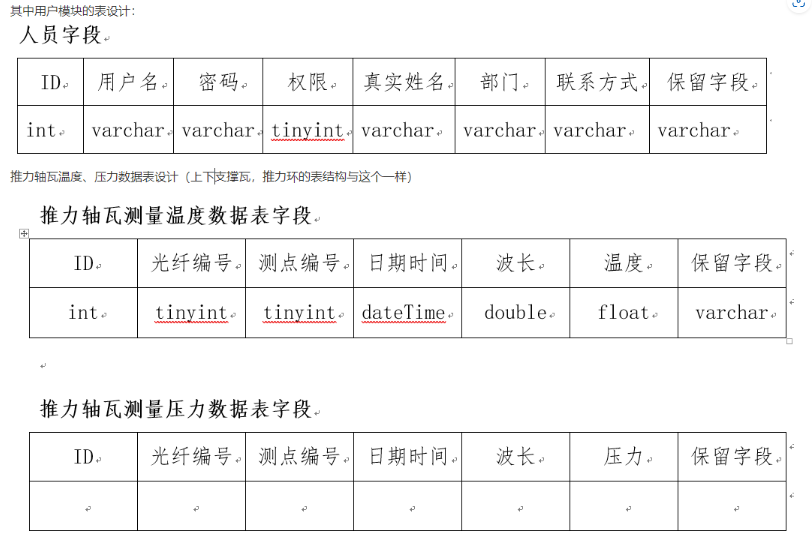 其中用户模块的表设计：
人员字段
ID 用户名 密码 权限 真实姓名 部门 联系方式 保留字段
int varchar varchar tinyint varchar varchar varchar varchar
推力轴瓦温度、压力数据表设计（上下支撑瓦，推力环的表结构与这个一样）
推力轴瓦测量温度数据表字段
ID 光纤编号 测点编号 日期时间 波长 温度 保留字段
int tinyint tinyint dateTime double float varchar
推力轴瓦测量压力数据表字段
ID 光纤编号 测点编号 日期时间 波长 压力 保留字段